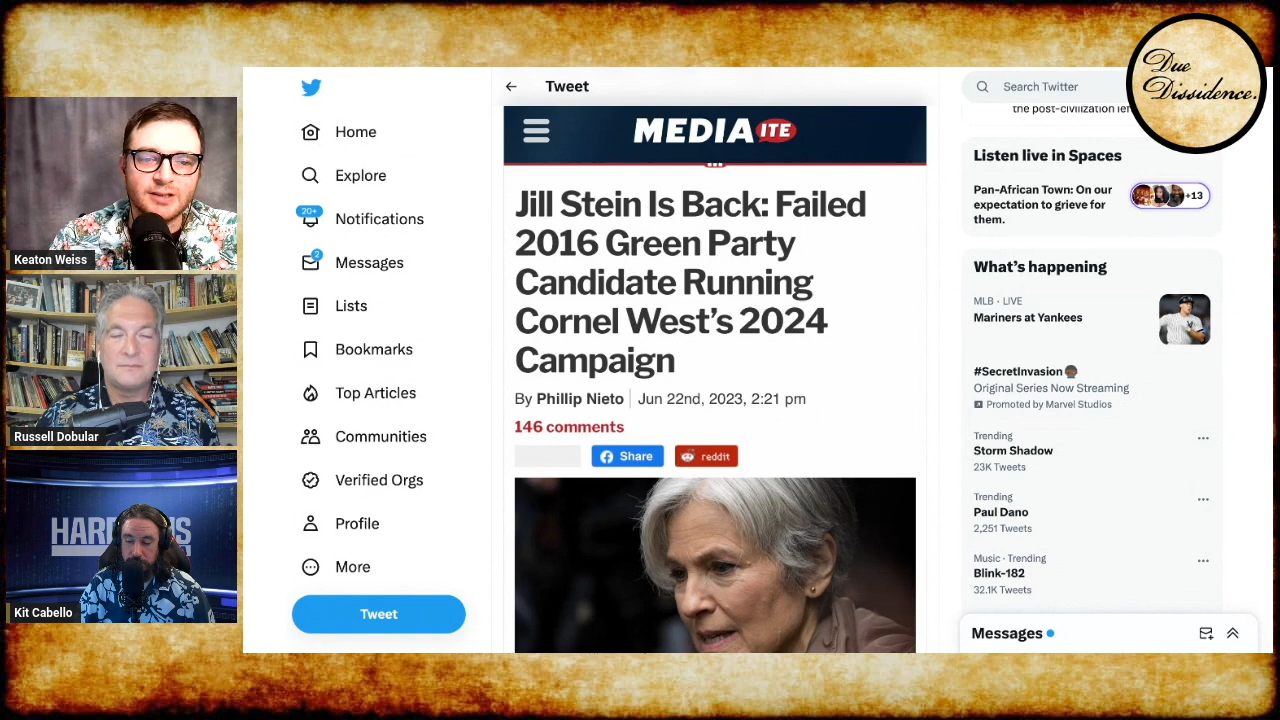 Due
Dissidence.
Keaton Weiss
Russell Dobular
Kit Cabello
Home
Explore
20+
Notifications
2
Messages
Lists
Bookmarks
Top Articles
Communities
Verified Orgs
Profile
More
Tweet
Tweet
MEDIAITE
Jill Stein Is Back: Failed
2016 Green Party
Candidate Running
Cornel West's 2024
Campaign
By Phillip Nieto Jun 22nd, 2023, 2:21 pm
146 comments
Share
reddit
Search Twitter
Listen live in Spaces
Pan-African Town: On our
expectation to grieve for
them.
+13
What's happening
MLB · LIVE
Mariners at Yankees
#SecretInvasion
Original Series Now Streaming
Promoted by Marvel Studios
Trending
Storm Shadow
23K Tweets
Trending
Paul Dano
2,251 Tweets
Music · Trending
Blink-182
32.1K Tweets
Messages